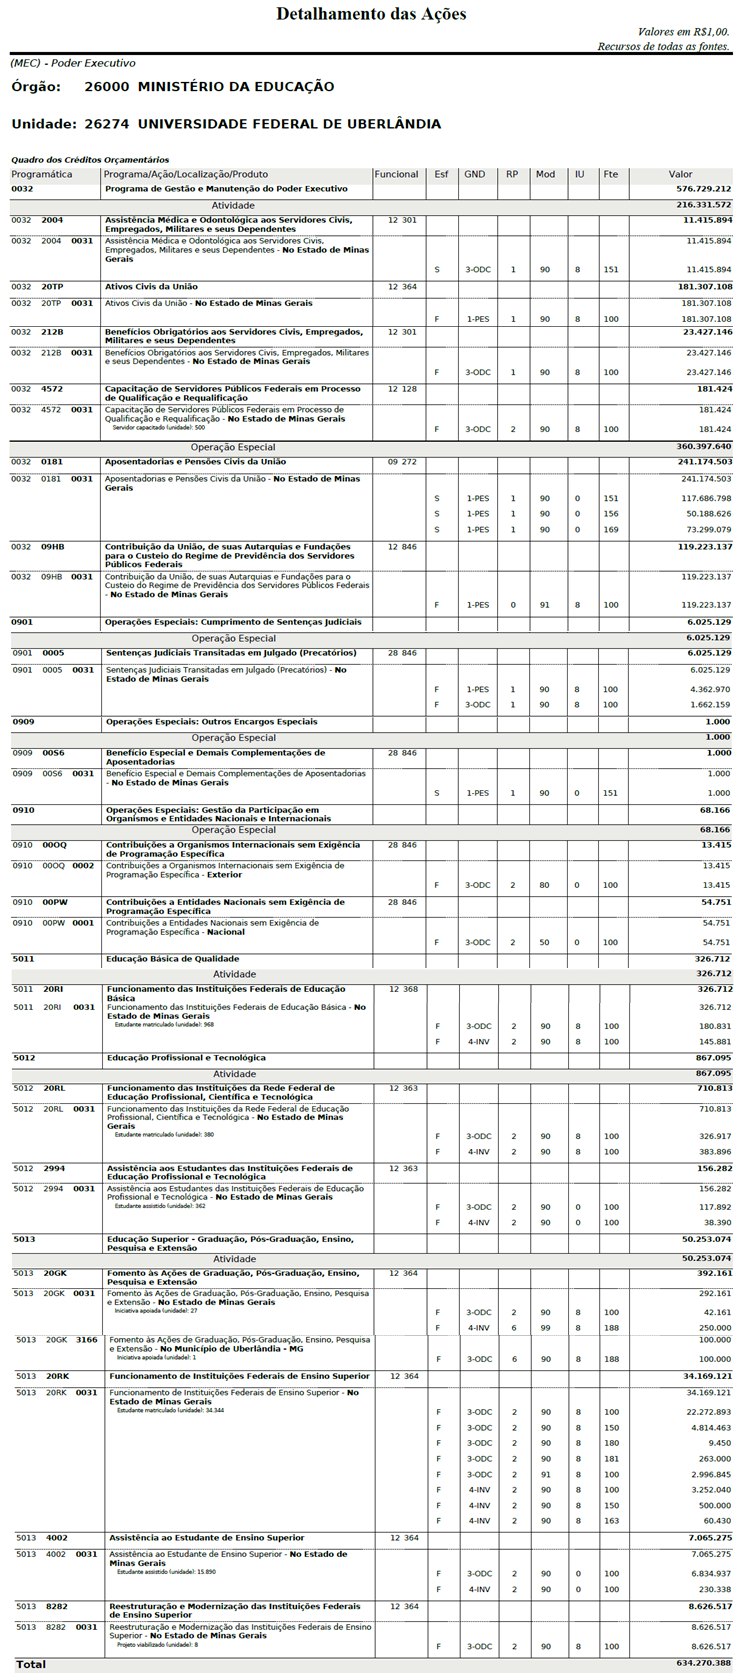 Detalhamento das Ações
Valores em R$1,00.
Recursos de todas as fontes.
(MEC) - Poder Executivo
Órgão: 26000 MINISTÉRIO DA EDUCAÇÃO
Unidade: 26274 UNIVERSIDADE FEDERAL DE UBERLÂNDIA
Quadro dos Créditos Orçamentários
Programática Programa/Ação/Localização/Produto Funcional Esf GND RP Mod IU Fte Valor
0032 Programa de Gestão e Manutenção do Poder Executivo 576.729.212
Atividade 216.331.572
0032 2004 Assistência Médica e Odontológica aos Servidores Civis, 12 301 11.415.894
Empregados, Militares e seus Dependentes
0032 2004 0031 Assistência Médica e Odontológica aos Servidores Civis, 11.415.894
Empregados, Militares e seus Dependentes - No Estado de Minas
Gerais
S 3-ODC 1 90 8 151 11.415.894
0032 20TP Ativos Civis da União 12 364 181.307.108
0032 20TP 0031 Ativos Civis da União - No Estado de Minas Gerais 181.307.108
F 1-PES 1 90 8 100 181.307.108
0032 212B Benefícios Obrigatórios aos Servidores Civis, Empregados, 12 301 23.427.146
Militares e seus Dependentes
0032 212B 0031 Benefícios Obrigatórios aos Servidores Civis, Empregados, Militares 23.427.146
e seus Dependentes - No Estado de Minas Gerais
F 3-ODC 1 90 8 100 23.427.146
0032 4572 Capacitação de Servidores Públicos Federais em Processo 12 128 181.424
de Qualificação e Requalificação
0032 4572 0031 Capacitação de Servidores Públicos Federais em Processo de 181.424
Qualificação e Requalificação - No Estado de Minas Gerais
Servidor capacitado (unidade): 500 F 3-ODC 2 90 8 100 181.424
Operação Especial 360.397.640
0032 0181 Aposentadorias e Pensões Civis da União 09 272 241.174.503
0032 0181 0031 Aposentadorias e Pensões Civis da União - No Estado de Minas 241.174.503
Gerais
S 1-PES 1 90 0 151 117.686.798
S 1-PES 1 90 0 156 50.188.626
S 1-PES 1 90 0 169 73.299.079
0032 09HB Contribuição da União, de suas Autarquias e Fundações 12 846 119.223.137
para o Custeio do Regime de Previdência dos Servidores
Públicos Federais
0032 09HB 0031 Contribuição da União, de suas Autarquias e Fundações para o 119.223.137
Custeio do Regime de Previdência dos Servidores Públicos Federais
- No Estado de Minas Gerais
F 1-PES 0 91 8 100 119.223.137
0901 Operações Especiais: Cumprimento de Sentenças Judiciais 6.025.129
Operação Especial 6.025.129
0901 0005 Sentenças Judiciais Transitadas em Julgado (Precatórios) 28 846 6.025.129
0901 0005 0031 Sentenças Judiciais Transitadas em Julgado (Precatórios) - No 6.025.129
Estado de Minas Gerais
F 1-PES 1 90 8 100 4.362.970
F 3-ODC 1 90 8 100 1.662.159
0909 Operações Especiais: Outros Encargos Especiais 1.000
Operação Especial 1.000
0909 00S6 Benefício Especial e Demais Complementações de 28 846 1.000
Aposentadorias
0909 00S6 0031 Benefício Especial e Demais Complementações de Aposentadorias 1.000
- No Estado de Minas Gerais
S 1-PES 1 90 0 151 1.000
0910 Operações Especiais: Gestão da Participação em 68.166
Organismos e Entidades Nacionais e Internacionais
Operação Especial 68.166
0910 00OQ Contribuições a Organismos Internacionais sem Exigência 28 846 13.415
de Programação Específica
0910 00OQ 0002 Contribuições a Organismos Internacionais sem Exigência de 13.415
Programação Específica - Exterior
F 3-ODC 2 80 0 100 13.415
0910 00PW Contribuições a Entidades Nacionais sem Exigência de 28 846 54.751
Programação Específica
0910 00PW 0001 Contribuições a Entidades Nacionais sem Exigência de 54.751
Programação Específica - Nacional
F 3-ODC 2 50 0 100 54.751
5011 Educação Básica de Qualidade 326.712
Atividade 326.712
5011 20RI Funcionamento das Instituições Federais de Educação 12 368 326.712
Básica
5011 20RI 0031 Funcionamento das Instituições Federais de Educação Básica - No 326.712
Estado de Minas Gerais
Estudante matriculado (unidade): 968 F 3-ODC 2 90 8 100 180.831
F 4-INV 2 90 8 100 145.881
5012 Educação Profissional e Tecnológica 867.095
Atividade 867.095
5012 20RL Funcionamento das Instituições da Rede Federal de 12 363 710.813
Educação Profissional, Científica e Tecnológica
5012 20RL 0031 Funcionamento das Instituições da Rede Federal de Educação 710.813
Profissional, Científica e Tecnológica - No Estado de Minas
Gerais
Estudante matriculado (unidade): 380 F 3-ODC 2 90 8 100 326.917
F 4-INV 2 90 8 100 383.896
5012 2994 Assistência aos Estudantes das Instituições Federais de 12 363 156.282
Educação Profissional e Tecnológica
5012 2994 0031 Assistência aos Estudantes das Instituições Federais de Educação 156.282
Profissional e Tecnológica - No Estado de Minas Gerais
Estudante assistido (unidade): 362 F 3-ODC 2 90 0 100 117.892
F 4-INV 2 90 0 100 38.390
5013 Educação Superior - Graduação, Pós-Graduação, Ensino, 50.253.074
Pesquisa e Extensão
Atividade 50.253.074
5013 20GK Fomento às Ações de Graduação, Pós-Graduação, Ensino, 12 364 392.161
Pesquisa e Extensão
5013 20GK 0031 Fomento às Ações de Graduação, Pós-Graduação, Ensino, Pesquisa 292.161
e Extensão - No Estado de Minas Gerais
Iniciativa apoiada (unidade): 27 F 3-ODC 2 90 8 100 42.161
F 4-INV 6 99 8 188 250.000
5013 20GK 3166 Fomento às Ações de Graduação, Pós-Graduação, Ensino, Pesquisa 100.000
e Extensão - No Município de Uberlândia - MG
Iniciativa apoiada (unidade): 1 F 3-ODC 6 90 8 188 100.000
5013 20RK Funcionamento de Instituições Federais de Ensino Superior 12 364 34.169.121
5013 20RK 0031 Funcionamento de Instituições Federais de Ensino Superior - No 34.169.121
Estado de Minas Gerais
Estudante matriculado (unidade): 34.344 F 3-ODC 2 90 8 100 22.272.893
F 3-ODC 2 90 8 150 4.814.463
F 3-ODC 2 90 8 180 9.450
F 3-ODC 2 90 8 181 263.000
F 3-ODC 2 91 8 100 2.996.845
F 4-INV 2 90 8 100 3.252.040
F 4-INV 2 90 8 150 500.000
F 4-INV 2 90 8 163 60.430
5013 4002 Assistência ao Estudante de Ensino Superior 12 364 7.065.275
5013 4002 0031 Assistência ao Estudante de Ensino Superior - No Estado de 7.065.275
Minas Gerais
Estudante assistido (unidade): 15.890 F 3-ODC 2 90 0 100 6.834.937
F 4-INV 2 90 0 100 230.338
5013 8282 Reestruturação e Modernização das Instituições Federais 12 364 8.626.517
de Ensino Superior
5013 8282 0031 Reestruturação e Modernização das Instituições Federais de Ensino 8.626.517
Superior - No Estado de Minas Gerais
Projeto viabilizado (unidade): 8 F 3-ODC 2 90 8 100 8.626.517
Total 634.270.388